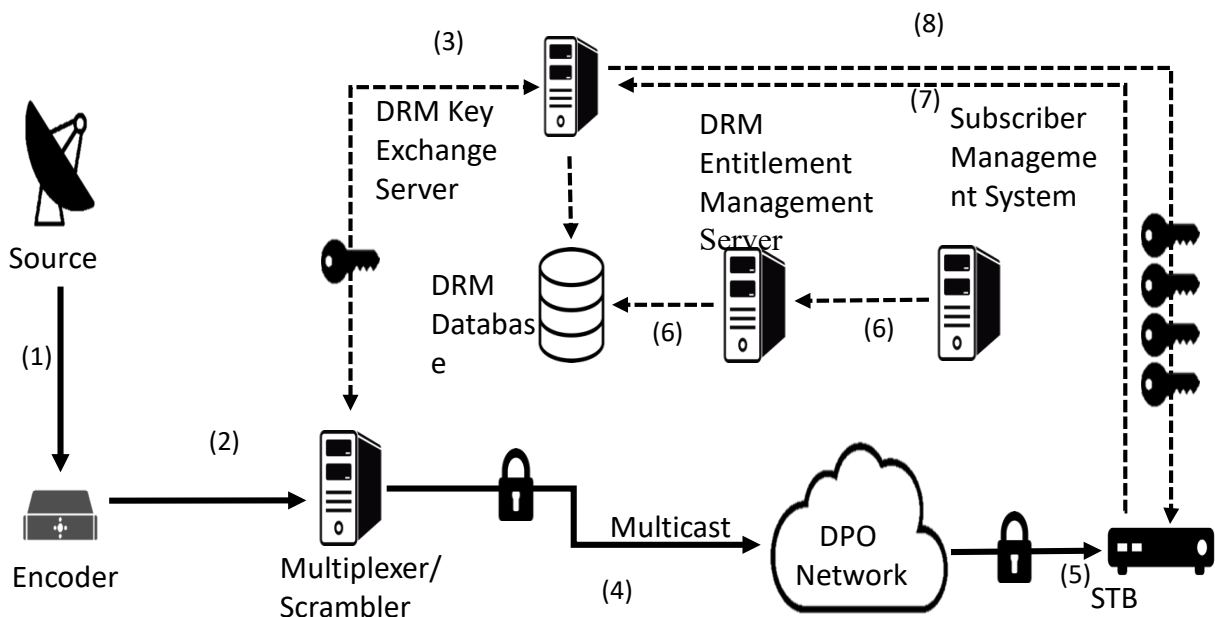 (3)
(8)
DRM Key
Exchange
Server
(7)
DRM
Entitlement
Management
Server
Subscriber
Manageme
nt System
Source
DRM
Databas
e
(6)
(6)
(1)
(2)
Encoder
Multiplexer/
Scrambler
Multicast
(4)
DPO
Network
(5)
STB